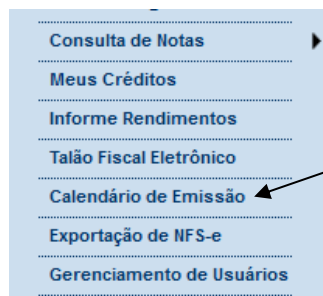 Consulta de Notas
Meus Créditos
Informe Rendimentos
Talão Fiscal Eletrônico
Calendário de Emissão
Exportação de NFS-e
Gerenciamento de Usuários